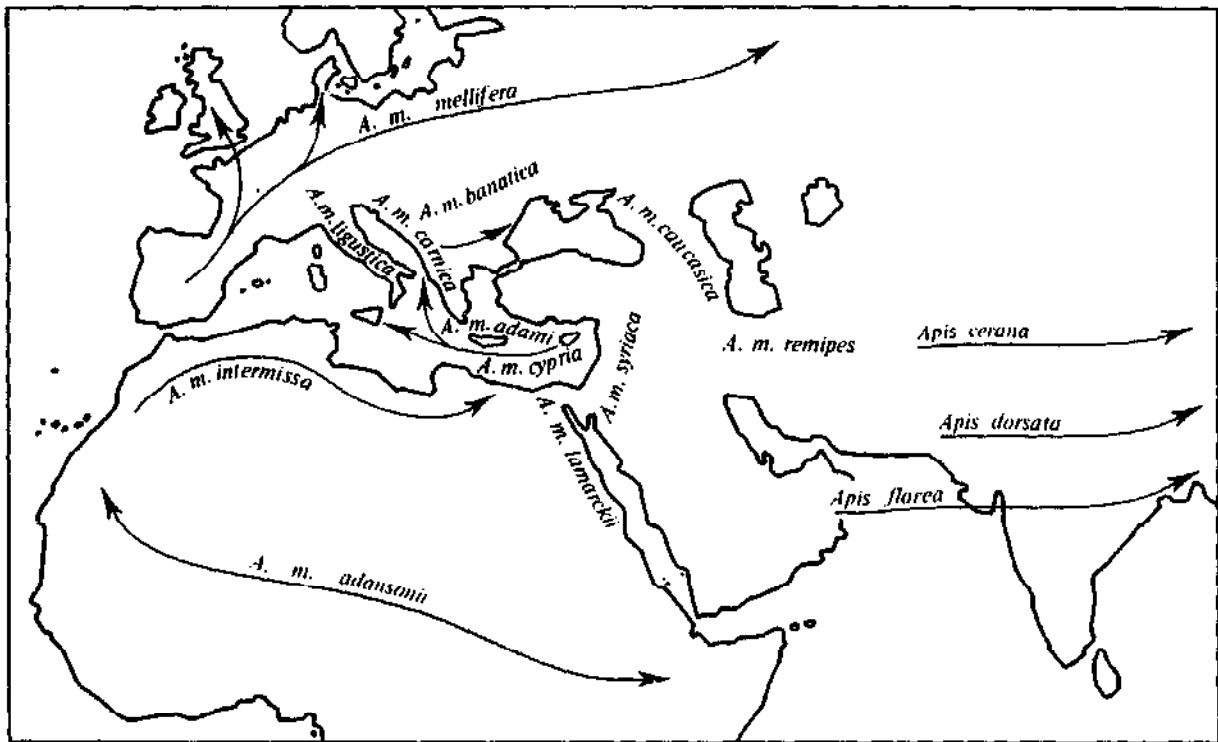 A. m. mellifera
A. m. banatica
A. m. ligustica
A. m. carnica
A. m. caucasica
A. m. adami
A. m. cypria
A. m. syriaca
A. m. remipes
Apis cerana
A. m. intermissa
A. m. lamarckii
Apis dorsata
Apis florea
A. m. adansonii